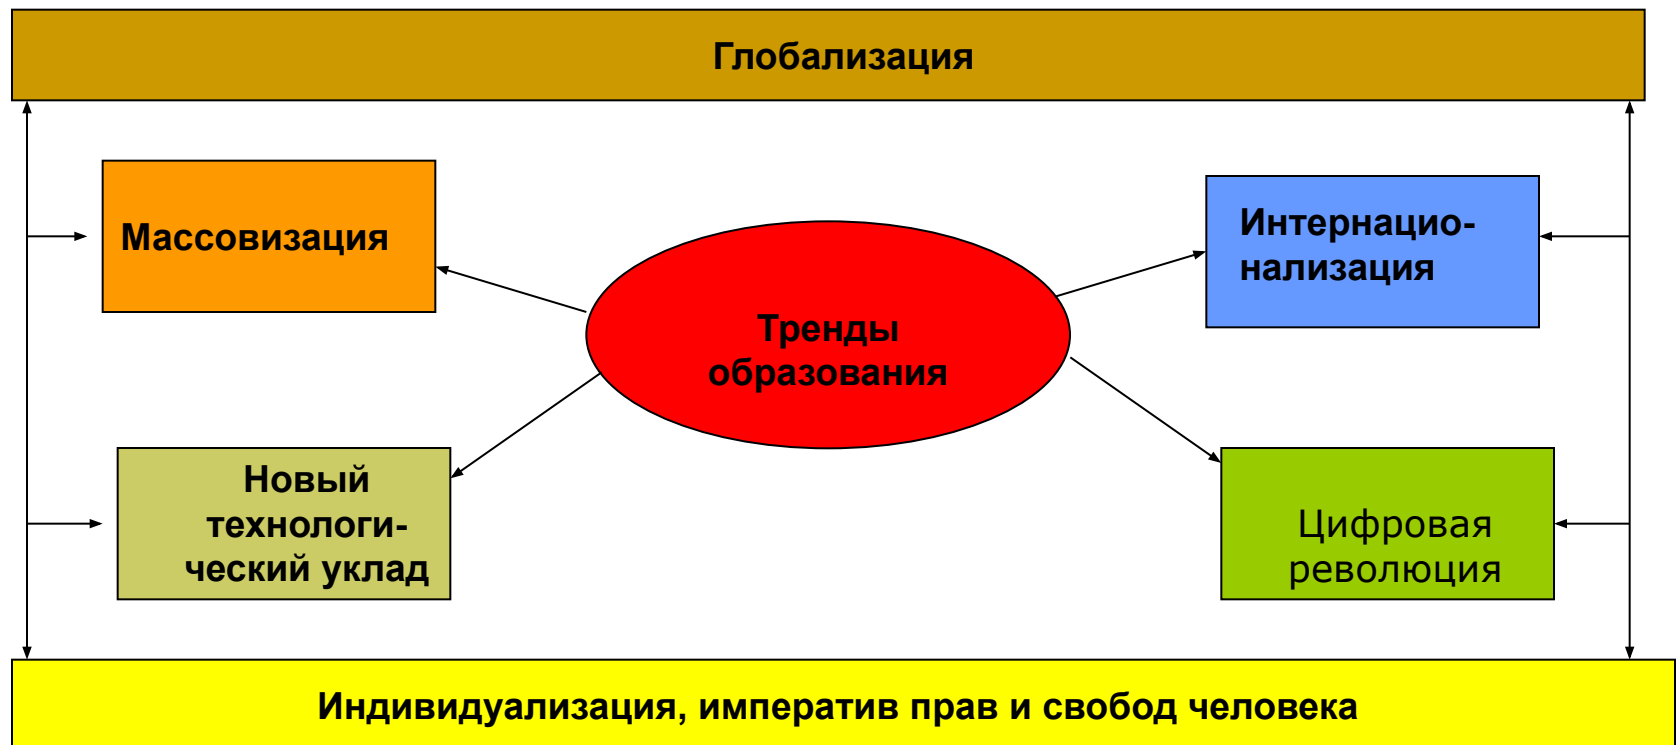 Глобализация
Массовизация
Интернацио-
нализация
Тренды
образования
Новый
технологи-
ческий уклад
Цифровая
революция
Индивидуализация, императив прав и свобод человека